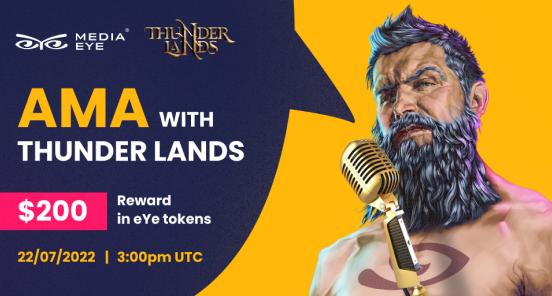 MEDIA
EYE
THUNDER
LANDS
AMA WITH
THUNDER LANDS
$200
Reward
in eYe tokens
22/07/2022 | 3:00pm UTC